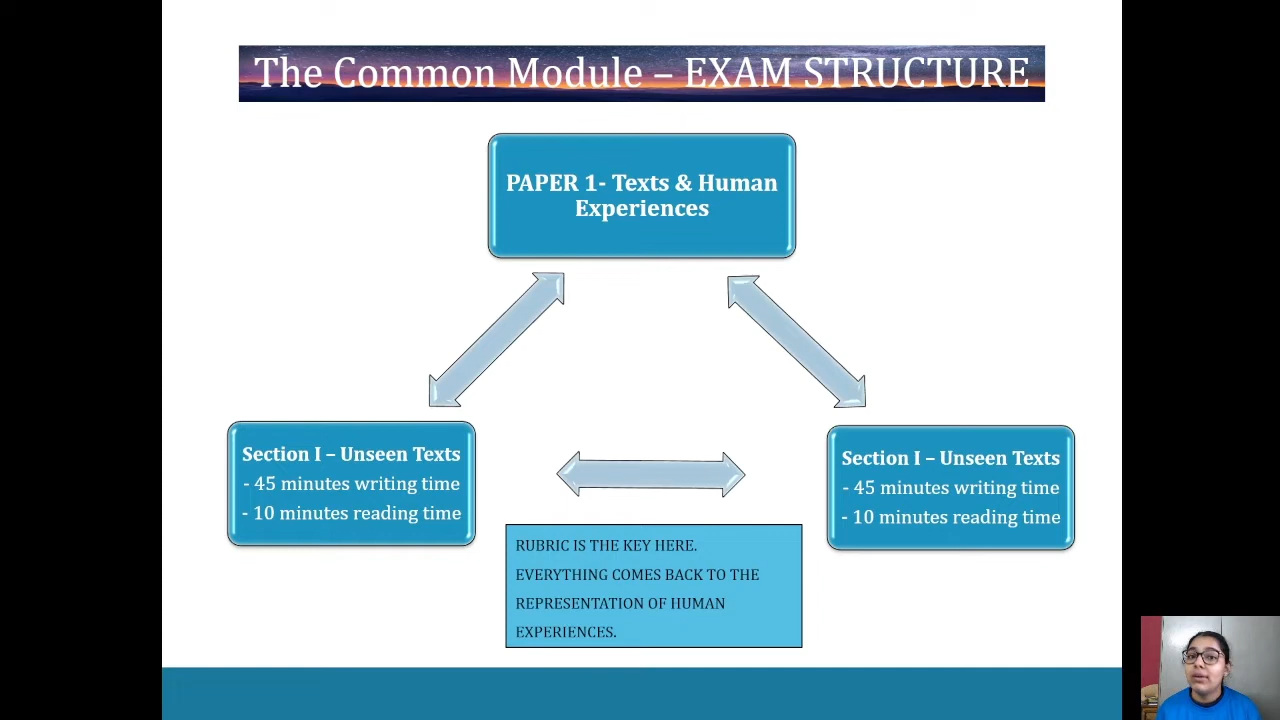 The Common Module – EXAM STRUCTURE
PAPER 1- Texts & Human
Experiences
Section I – Unseen Texts
- 45 minutes writing time
- 10 minutes reading time
Section I – Unseen Texts
- 45 minutes writing time
- 10 minutes reading time
RUBRIC IS THE KEY HERE.
EVERYTHING COMES BACK TO THE
REPRESENTATION OF HUMAN
EXPERIENCES.